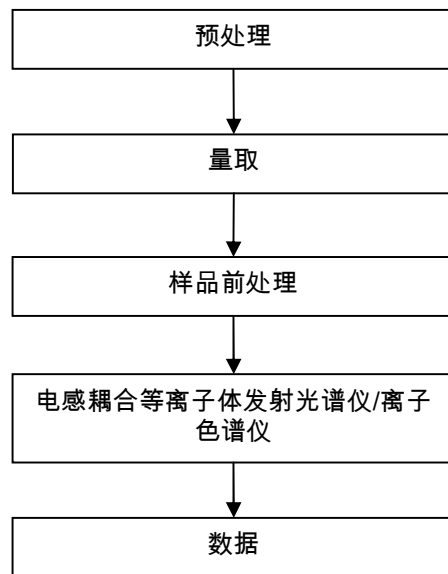 预处理
量取
样品前处理
电感耦合等离子体发射光谱仪/离子
色谱仪
数据